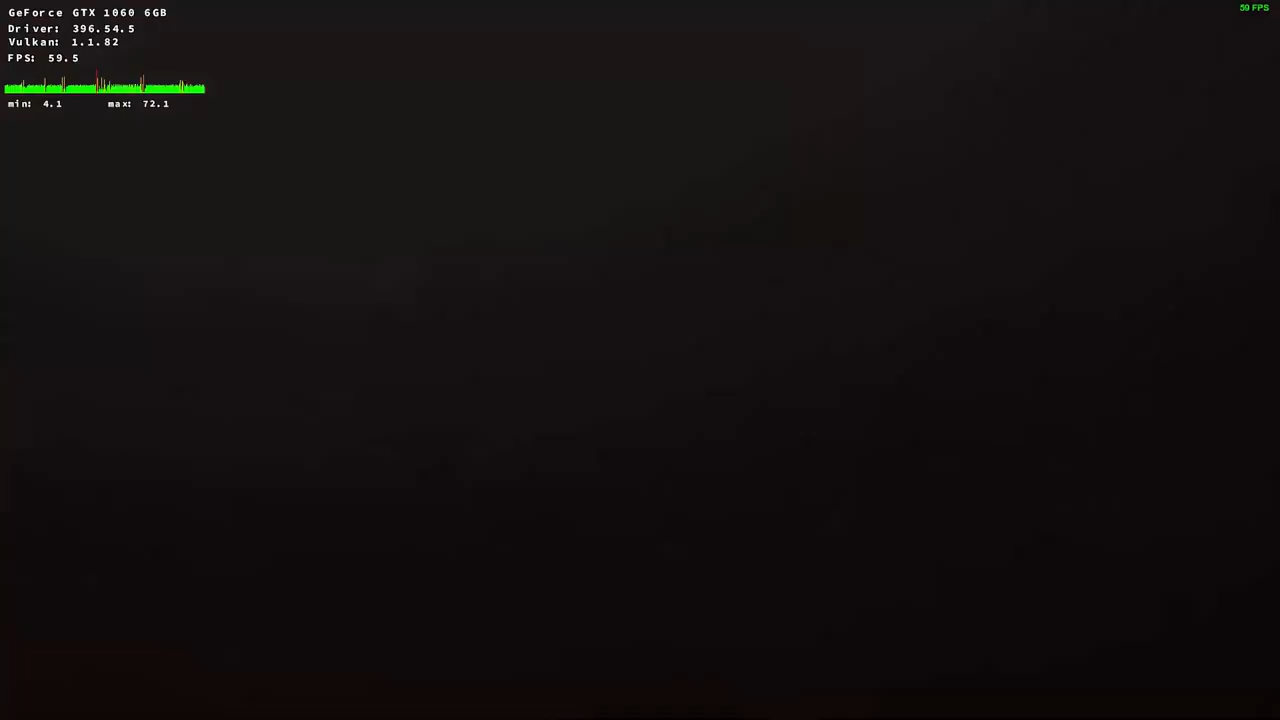 GeForce GTX 1060 6GB
59 FPS
Driver: 396.54.5
Vulkan: 1.1.82
FPS: 59.5
min: 4.1 max: 72.1